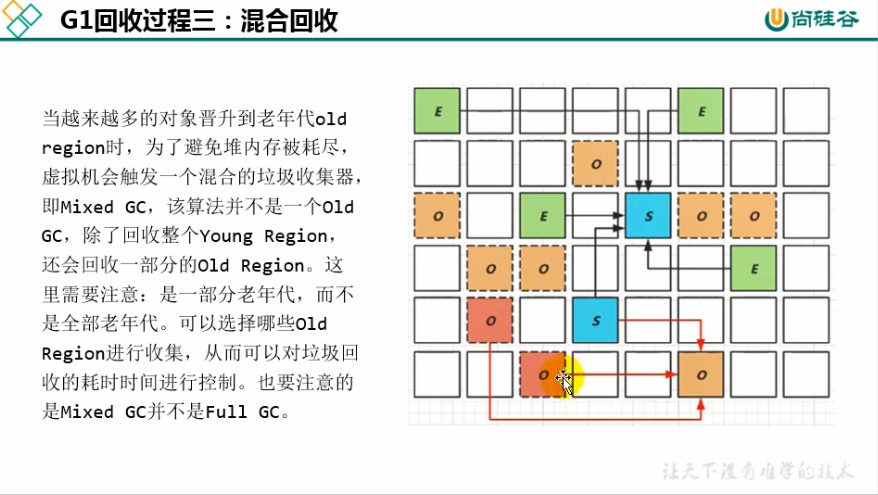 G1回收过程三：混合回收
尚硅谷
当越来越多的对象晋升到老年代old
region时，为了避免堆内存被耗尽，
虚拟机会触发一个混合的垃圾收集器，
即Mixed GC，该算法并不是一个Old
GC，除了回收整个Young Region，
还会回收一部分的Old Region。这
里需要注意：是一部分老年代，而不
是全部老年代。可以选择哪些Old
Region进行收集，从而可以对垃圾回
收的耗时时间进行控制。也要注意的
是Mixed GC并不是Full GC。
E E
O
O E S O O
O O E
O S
O O
让天下没有难学的技术